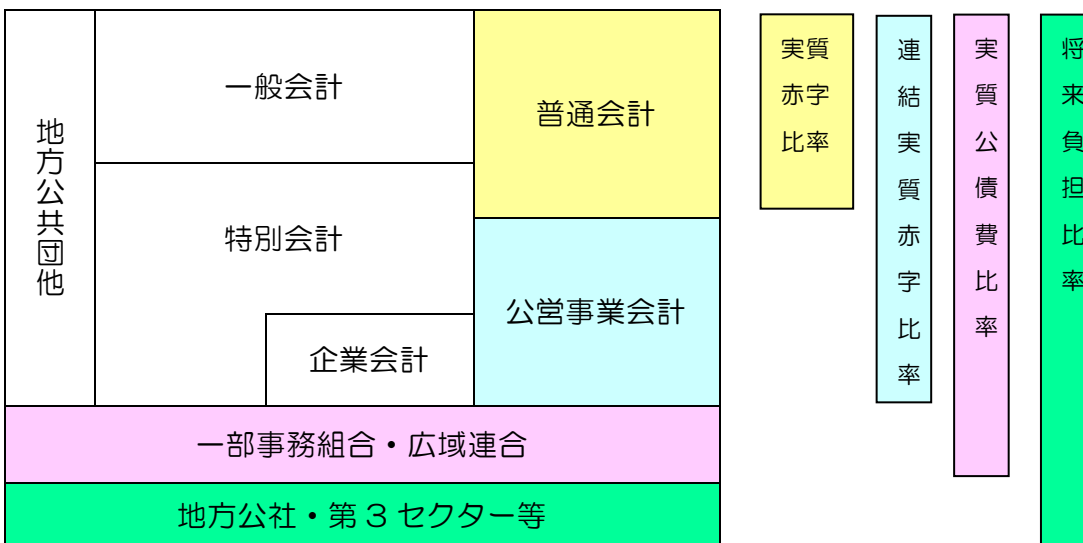 地方公共団他
一般会計
普通会計
特別会計
公営事業会計
企業会計
一部事務組合・広域連合
地方公社・第3セクター等
実質
赤字
比率
連結実質赤字比率
実質公債費比率
将来負担比率